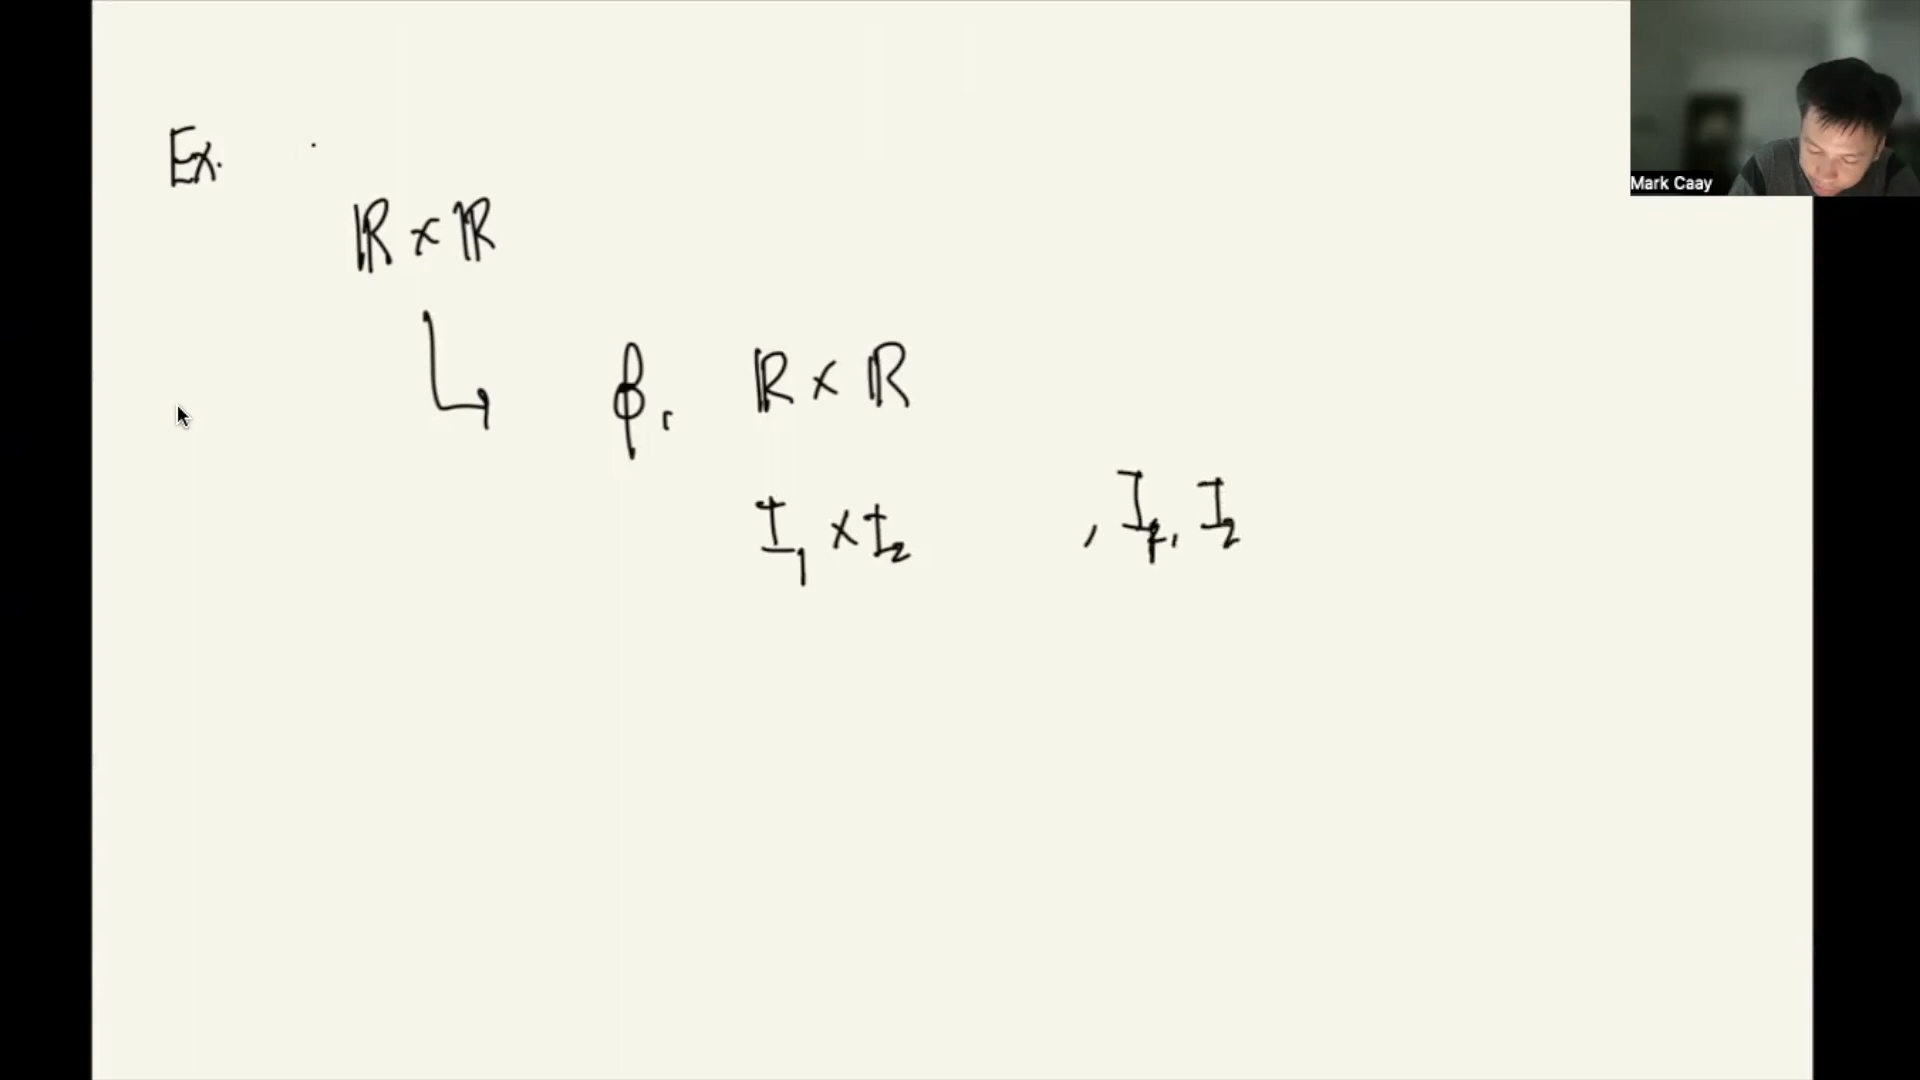 Mark Caay
Ex.
ℝ × ℝ
∅, ℝ × ℝ
I₁ × I₂ , I₁, I₂